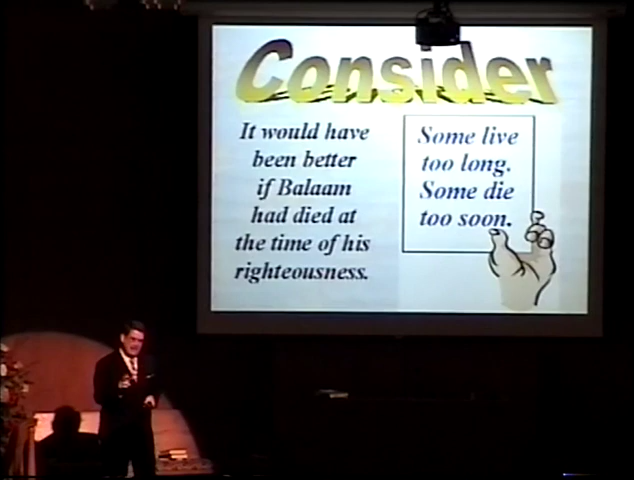 Consider
It would have
been better
if Balaam
had died at
the time of his
righteousness.
Some live
too long.
Some die
too soon.